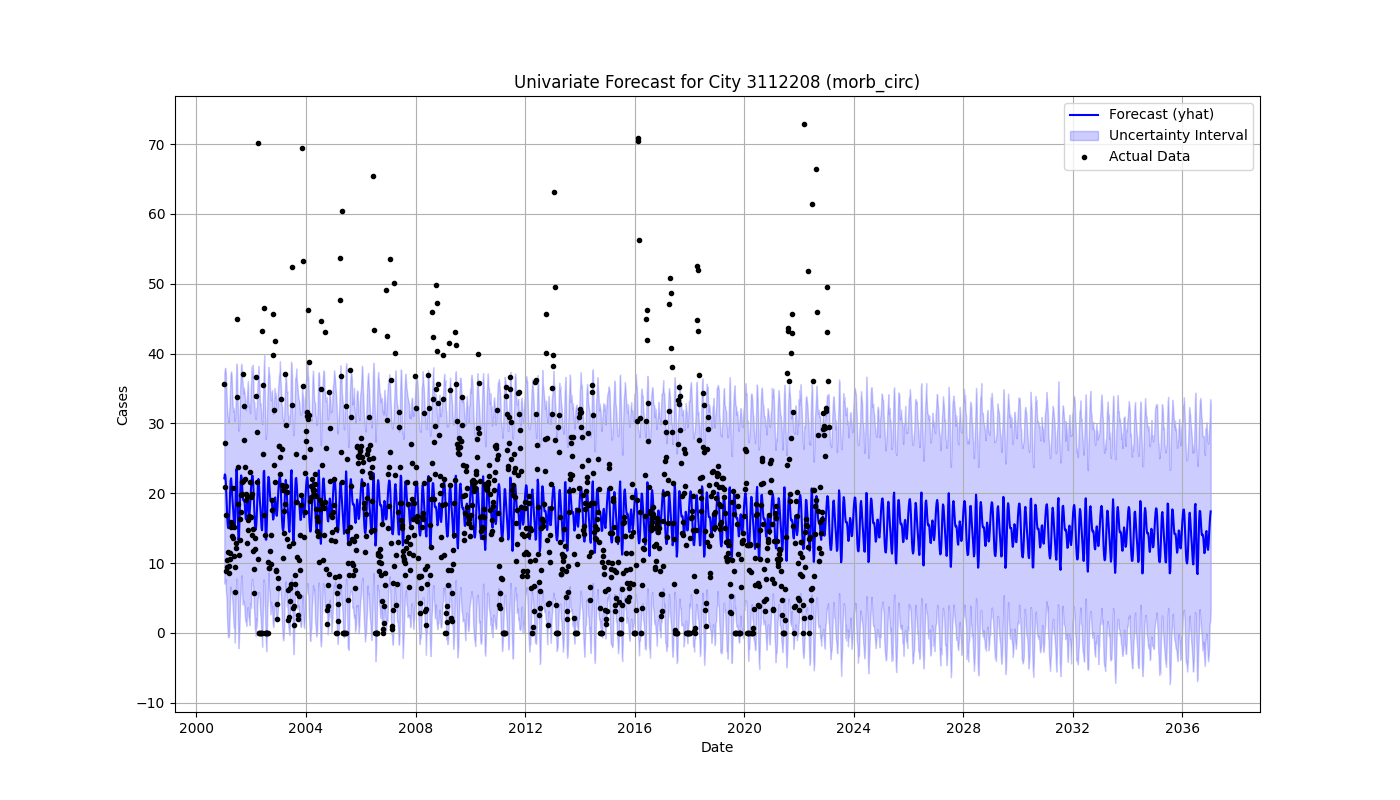 Univariate Forecast for City 3112208 (morb_circ)
Forecast (yhat)
Uncertainty Interval
Actual Data
Cases
70
60
50
40
30
20
10
0
−10
2000 2004 2008 2012 2016 2020 2024 2028 2032 2036
Date